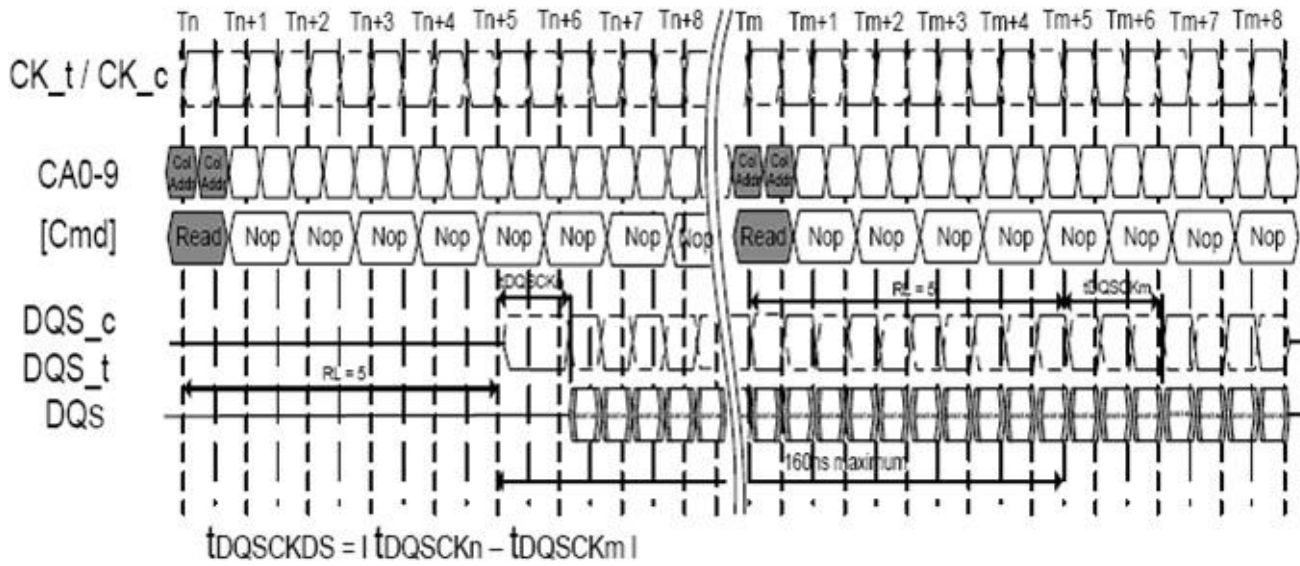 Tn Tn+1 Tn+2 Tn+3 Tn+4 Tn+5 Tn+6 Tn+7 Tn+8 Tm Tm+1 Tm+2 Tm+3 Tm+4 Tm+5 Tm+6 Tm+7 Tm+8
CK_t / CK_c
CA0-9 Col Addr Col Addr Col Addr Col Addr
[Cmd] Read Nop Nop Nop Nop Nop Nop Nop Nop Read Nop Nop Nop Nop Nop Nop Nop Nop
tDQSCKn RL = 5 tDQSCKm
DQS_c
DQS_t
RL = 5
DQs
160ns maximum
tDQSCKDS = | tDQSCKn – tDQSCKm |